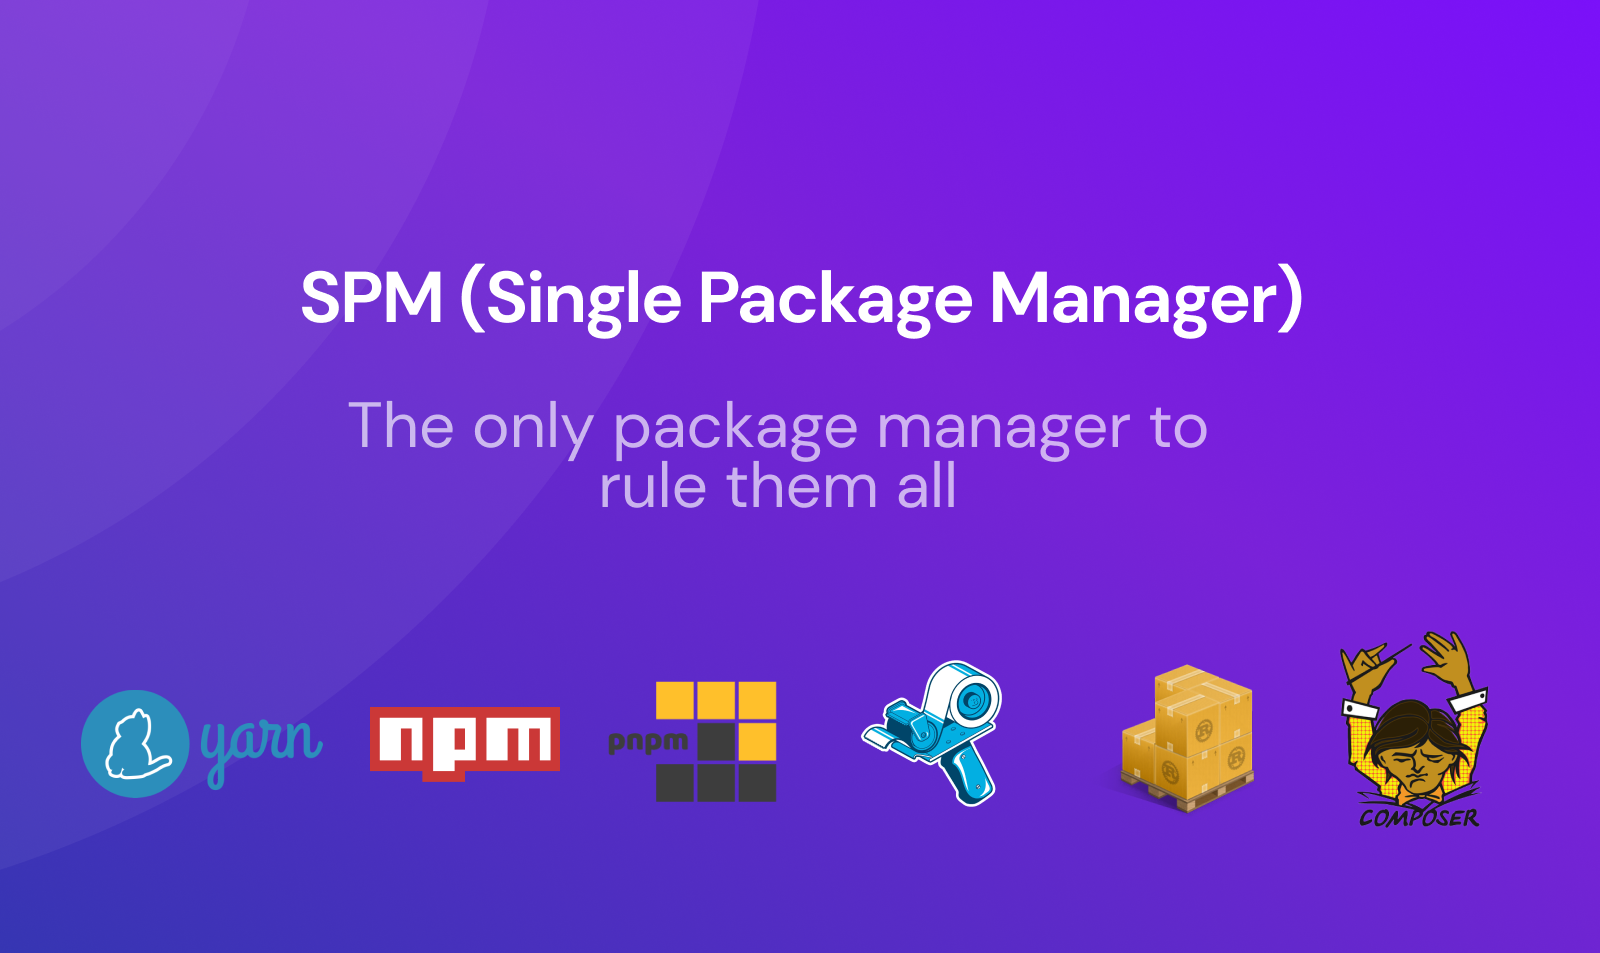 SPM (Single Package Manager)
The only package manager to
rule them all
yarn
npm
pnpm
COMPOSER